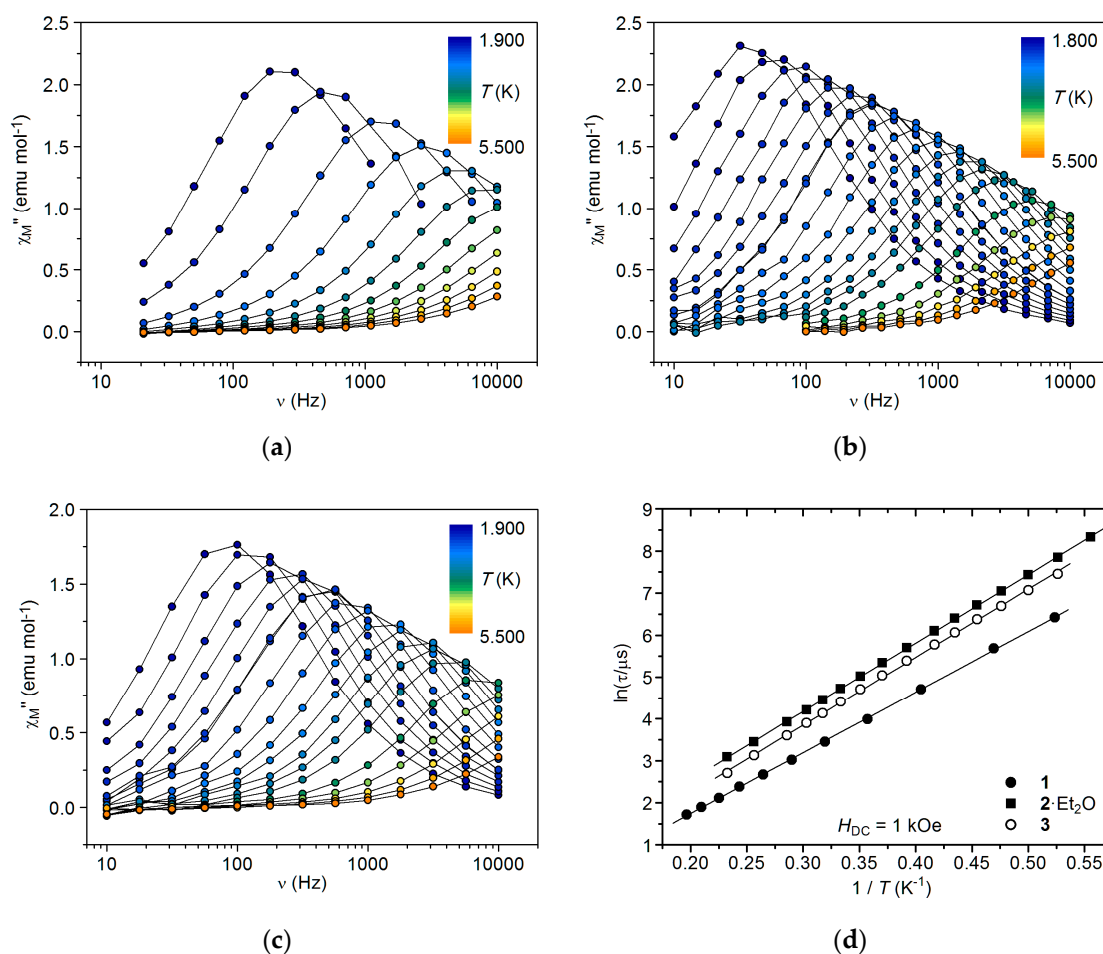 2.5
2.0
1.5
1.0
0.5
0.0
χM'' (emu mol-1)
1.900
T (K)
5.500
10 100 1000 10000
ν (Hz)
(a)
2.5
2.0
1.5
1.0
0.5
0.0
χM'' (emu mol-1)
1.800
T (K)
5.500
10 100 1000 10000
ν (Hz)
(b)
2.0
1.5
1.0
0.5
0.0
χM'' (emu mol-1)
1.900
T (K)
5.500
10 100 1000 10000
ν (Hz)
(c)
9
8
7
6
5
4
3
2
1
ln(τ/μs)
1
2·Et2O
3
HDC = 1 kOe
0.20 0.25 0.30 0.35 0.40 0.45 0.50 0.55
1 / T (K-1)
(d)